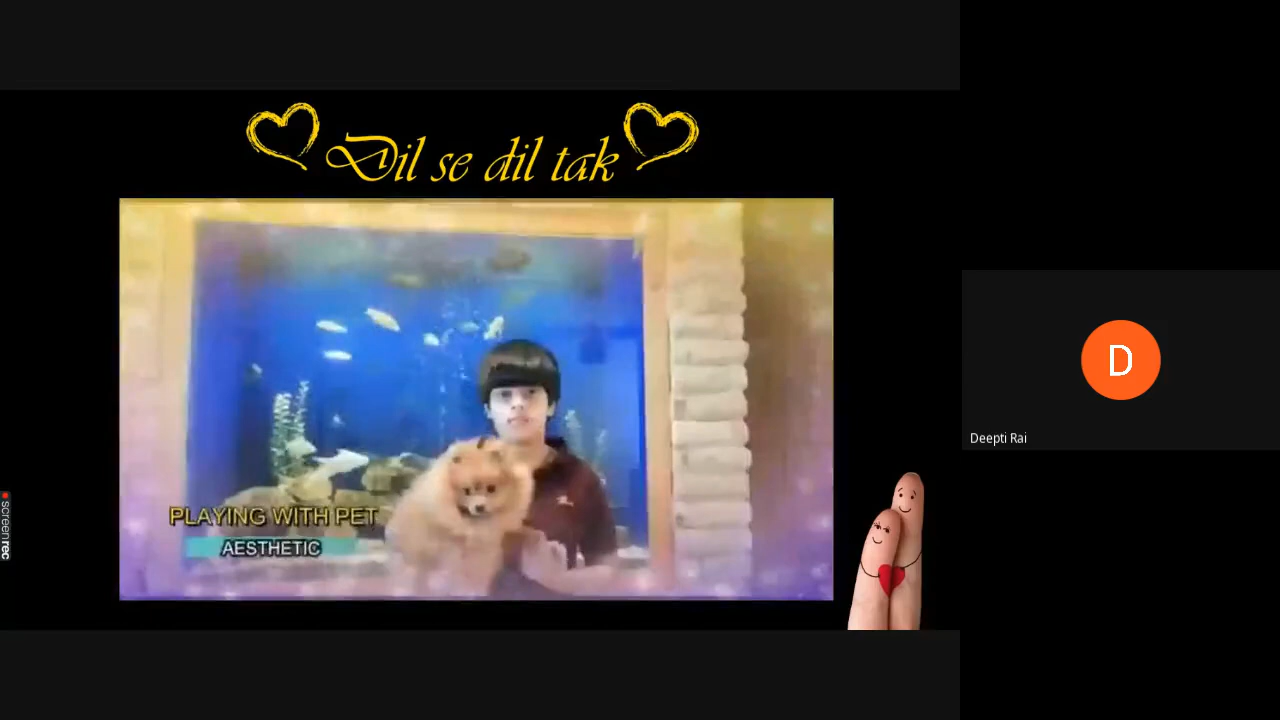 Dil se dil tak
PLAYING WITH PET
AESTHETIC
D
Deepti Rai
screenrec